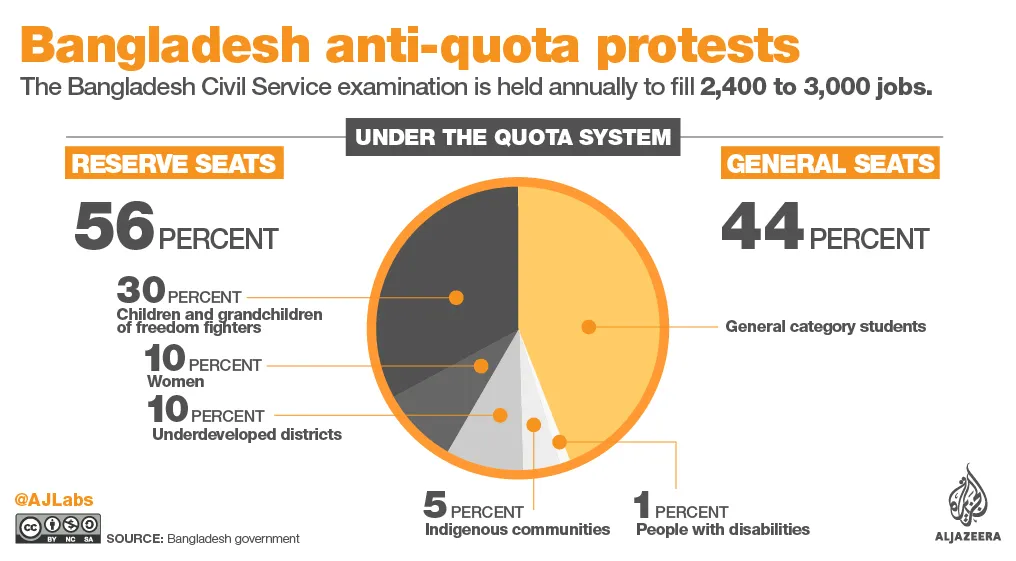 Bangladesh anti-quota protests
The Bangladesh Civil Service examination is held annually to fill 2,400 to 3,000 jobs.
UNDER THE QUOTA SYSTEM
RESERVE SEATS
56 PERCENT
30 PERCENT
Children and grandchildren
of freedom fighters
10 PERCENT
Women
10 PERCENT
Underdeveloped districts
5 PERCENT
Indigenous communities
1 PERCENT
People with disabilities
GENERAL SEATS
44 PERCENT
General category students
@AJLabs
CC BY NC SA
SOURCE: Bangladesh government
ALJAZEERA